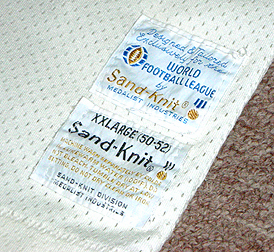 Designed & Tailored
Exclusively for the
WORLD
FOOTBALL LEAGUE
by
Sand-Knit®
MEDALIST INDUSTRIES
XXLARGE (50-52)
Sand-Knit®
SAND-KNIT DIVISION
MEDALIST INDUSTRIES